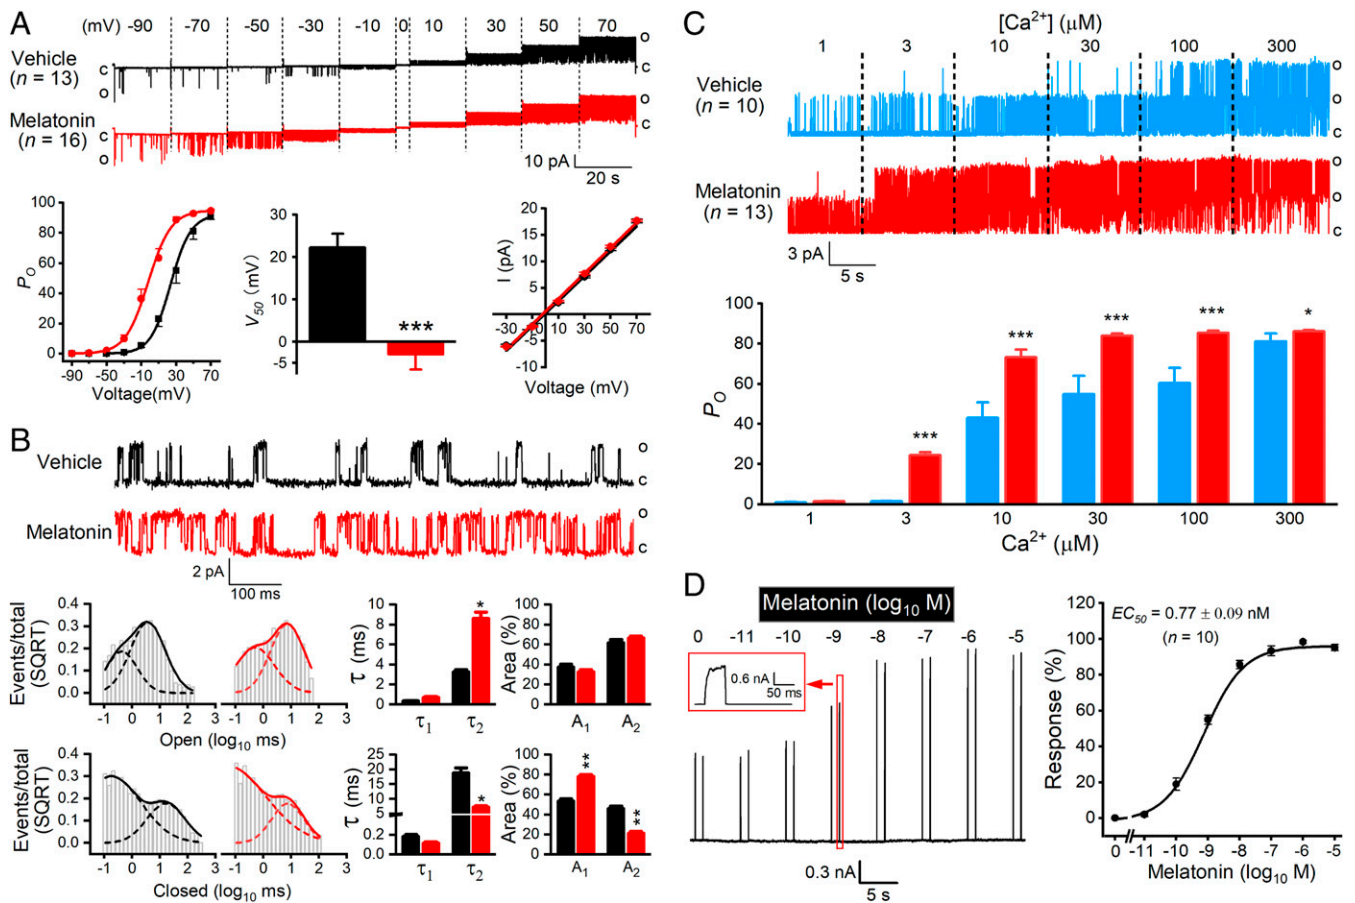 A
(mV) -90 -70 -50 -30 -10 0 10 30 50 70
Vehicle
(n = 13)
c
o
o
c
Melatonin
(n = 16)
c
o
o
c
10 pA
20 s
100
80
60
40
20
0
Po
-90 -50 -10 30 70
Voltage(mV)
30
20
10
0
-5
V50 (mV)
***
20
15
10
5
-5
-10
I (pA)
-30 -10 10 30 50 70
Voltage (mV)
B
Vehicle
o
c
Melatonin
o
c
2 pA
100 ms
0.4
0.3
0.2
0.1
0.0
Events/total
(SQRT)
-1 0 1 2 3
-1 0 1 2 3
Open (log10 ms)
10
8
6
4
2
0
τ (ms)
*
τ1 τ2
100
80
60
40
20
0
Area (%)
A1 A2
0.4
0.3
0.2
0.1
0.0
Events/total
(SQRT)
-1 0 1 2 3
-1 0 1 2 3
Closed (log10 ms)
25
20
15
10
5
0.2
0.0
τ (ms)
*
τ1 τ2
100
80
60
40
20
0
Area (%)
**
**
A1 A2
C
[Ca2+] (μM)
1 3 10 30 100 300
Vehicle
(n = 10)
o
o
c
Melatonin
(n = 13)
o
o
c
3 pA
5 s
100
80
60
40
20
0
Po
***
***
***
***
*
1 3 10 30 100 300
Ca2+ (μM)
D
Melatonin (log10 M)
0 -11 -10 -9 -8 -7 -6 -5
0.6 nA
50 ms
0.3 nA
5 s
120
100
80
60
40
20
0
Response (%)
EC50 = 0.77 ± 0.09 nM
(n = 10)
0 -11 -10 -9 -8 -7 -6 -5
Melatonin (log10 M)